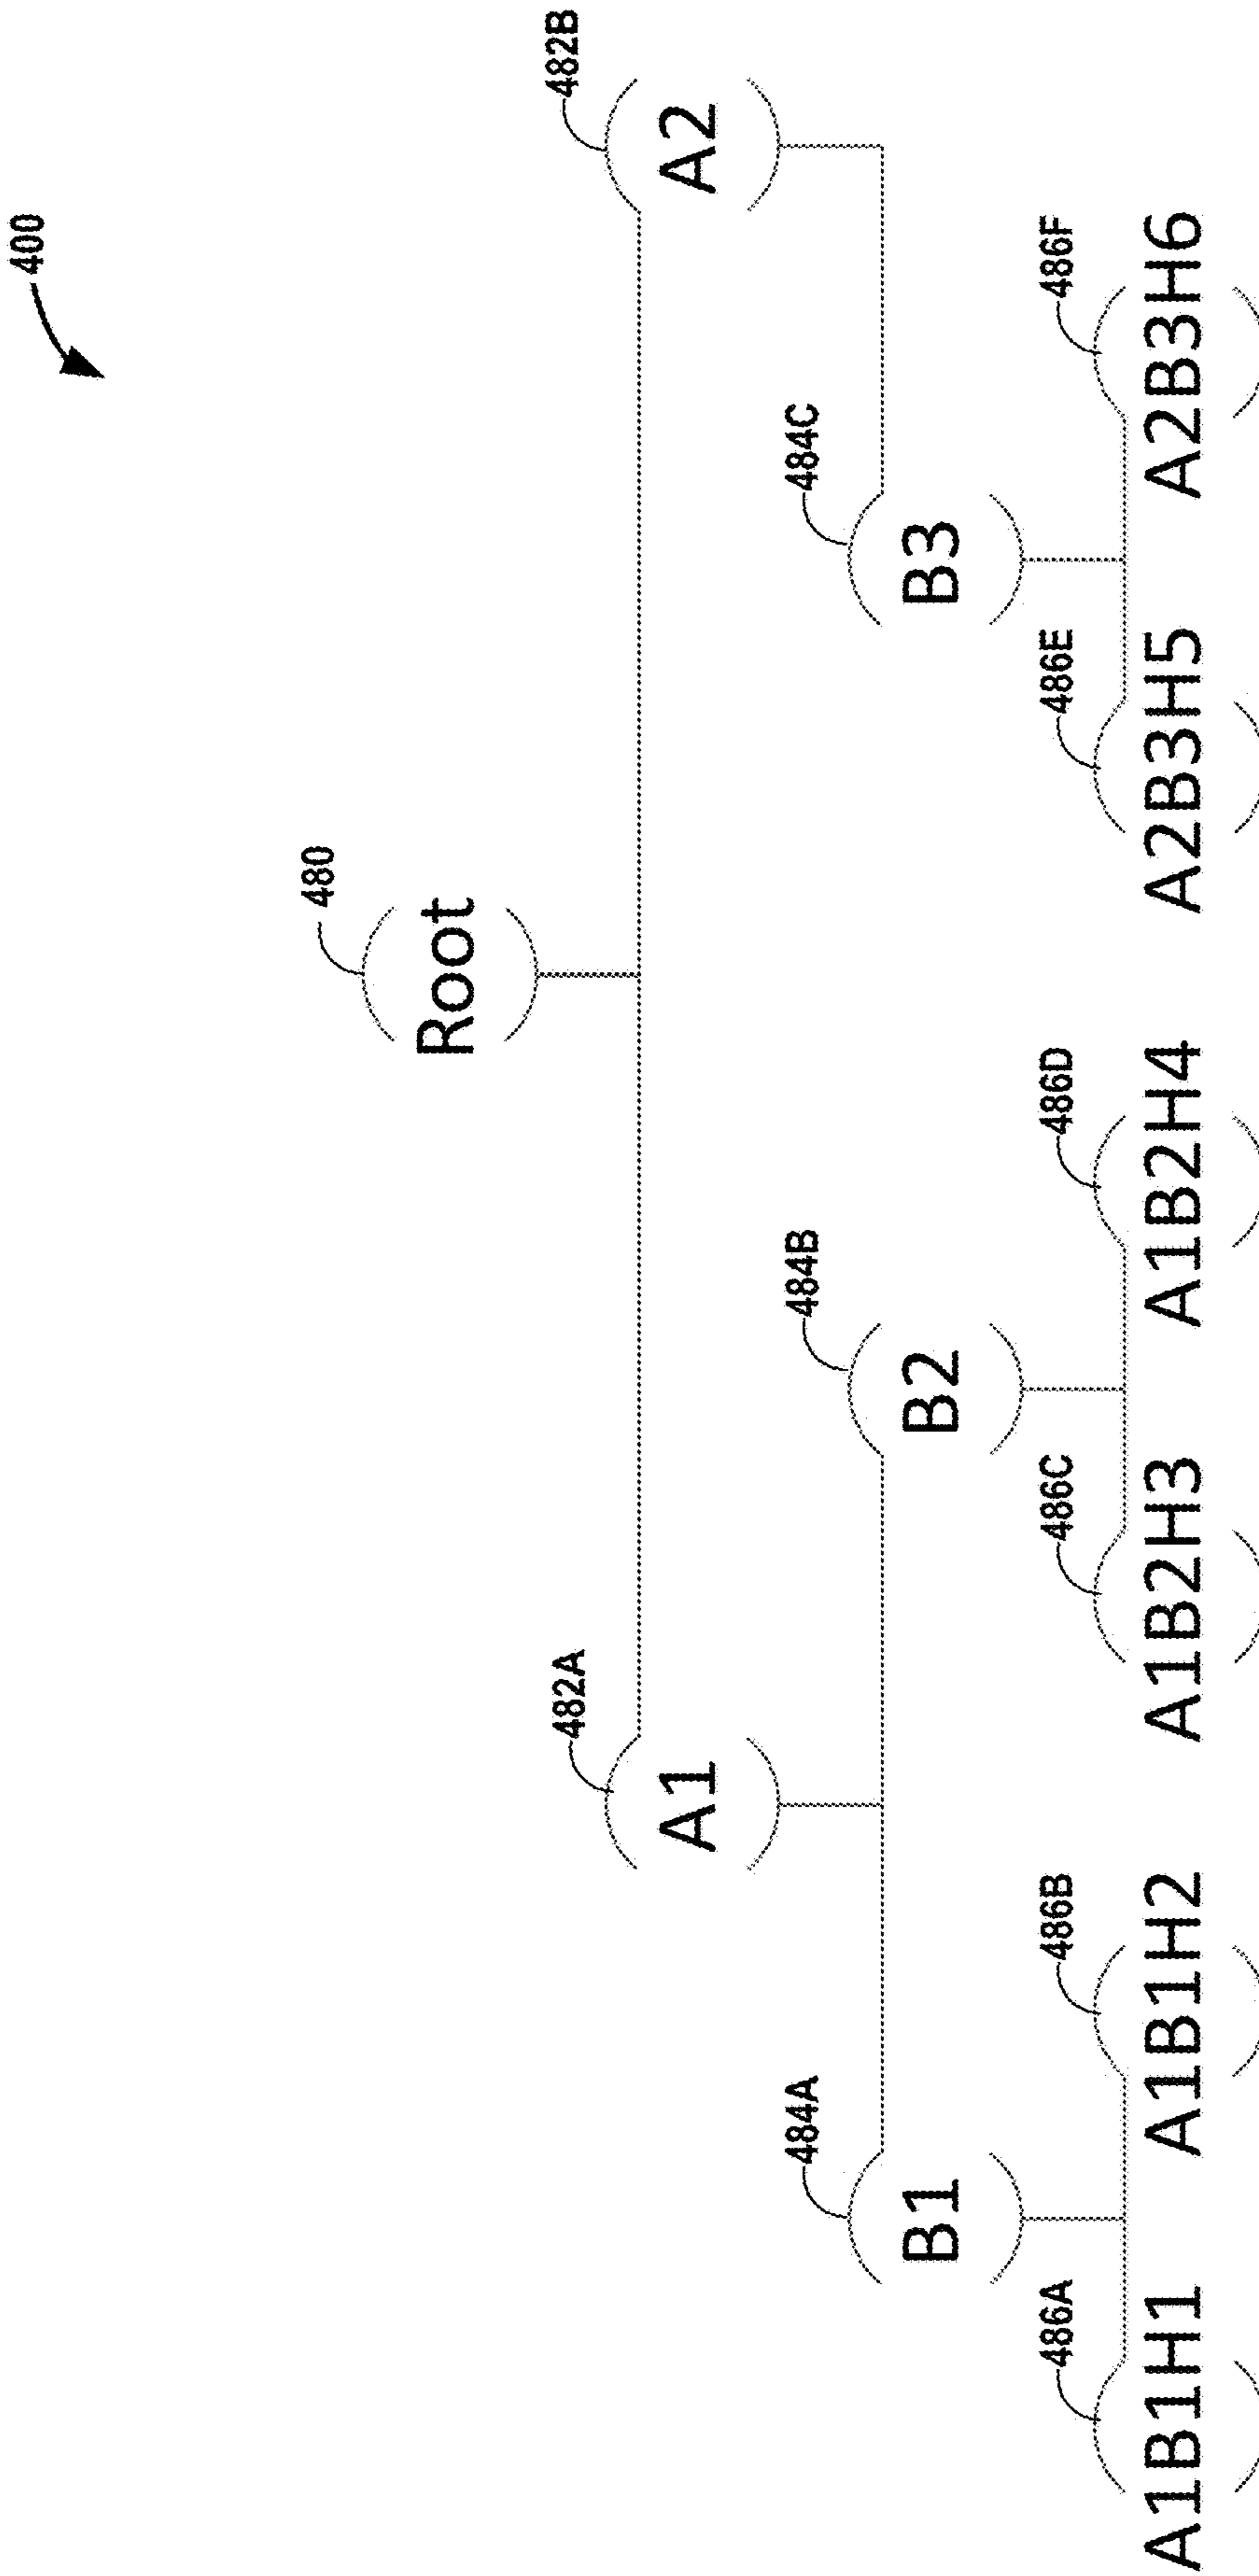 400
480
Root
482A
482B
A1
A2
484A
484B
484C
B1
B2
B3
486A
486B
486C
486D
486E
486F
A1B1H1
A1B1H2
A1B2H3
A1B2H4
A2B3H5
A2B3H6